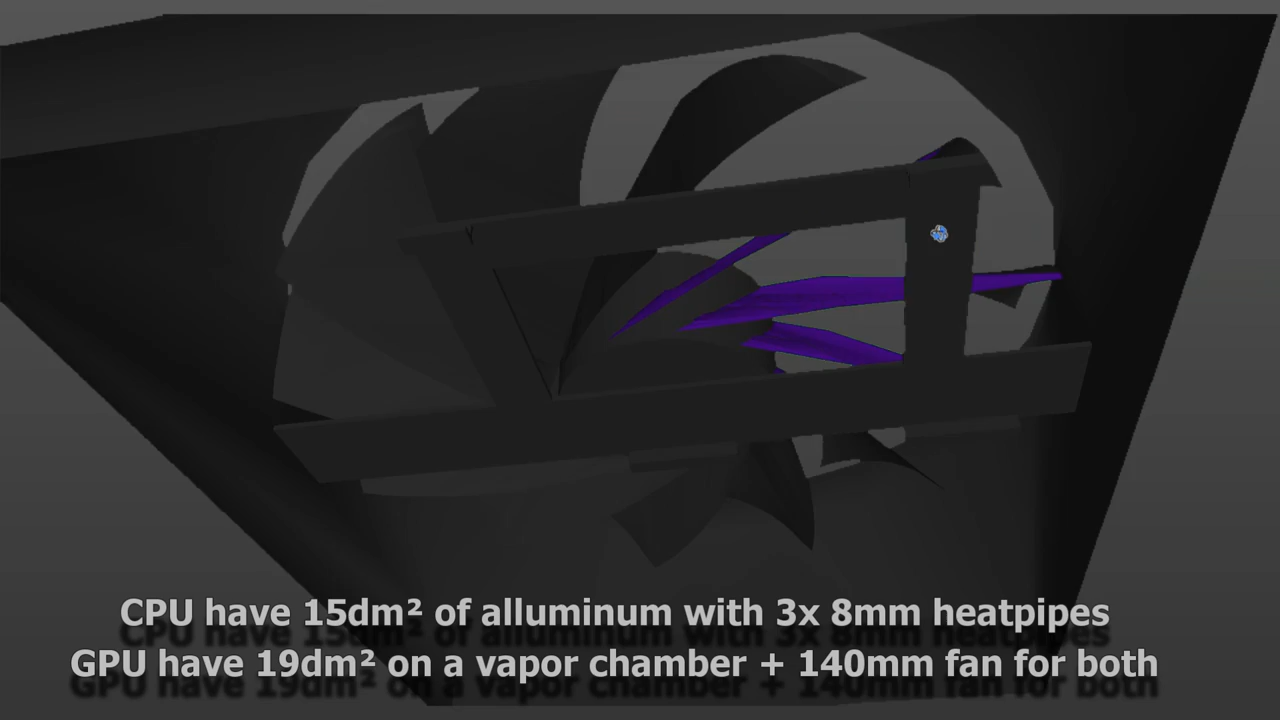 CPU have 15dm² of alluminum with 3x 8mm heatpipes
GPU have 19dm² on a vapor chamber + 140mm fan for both